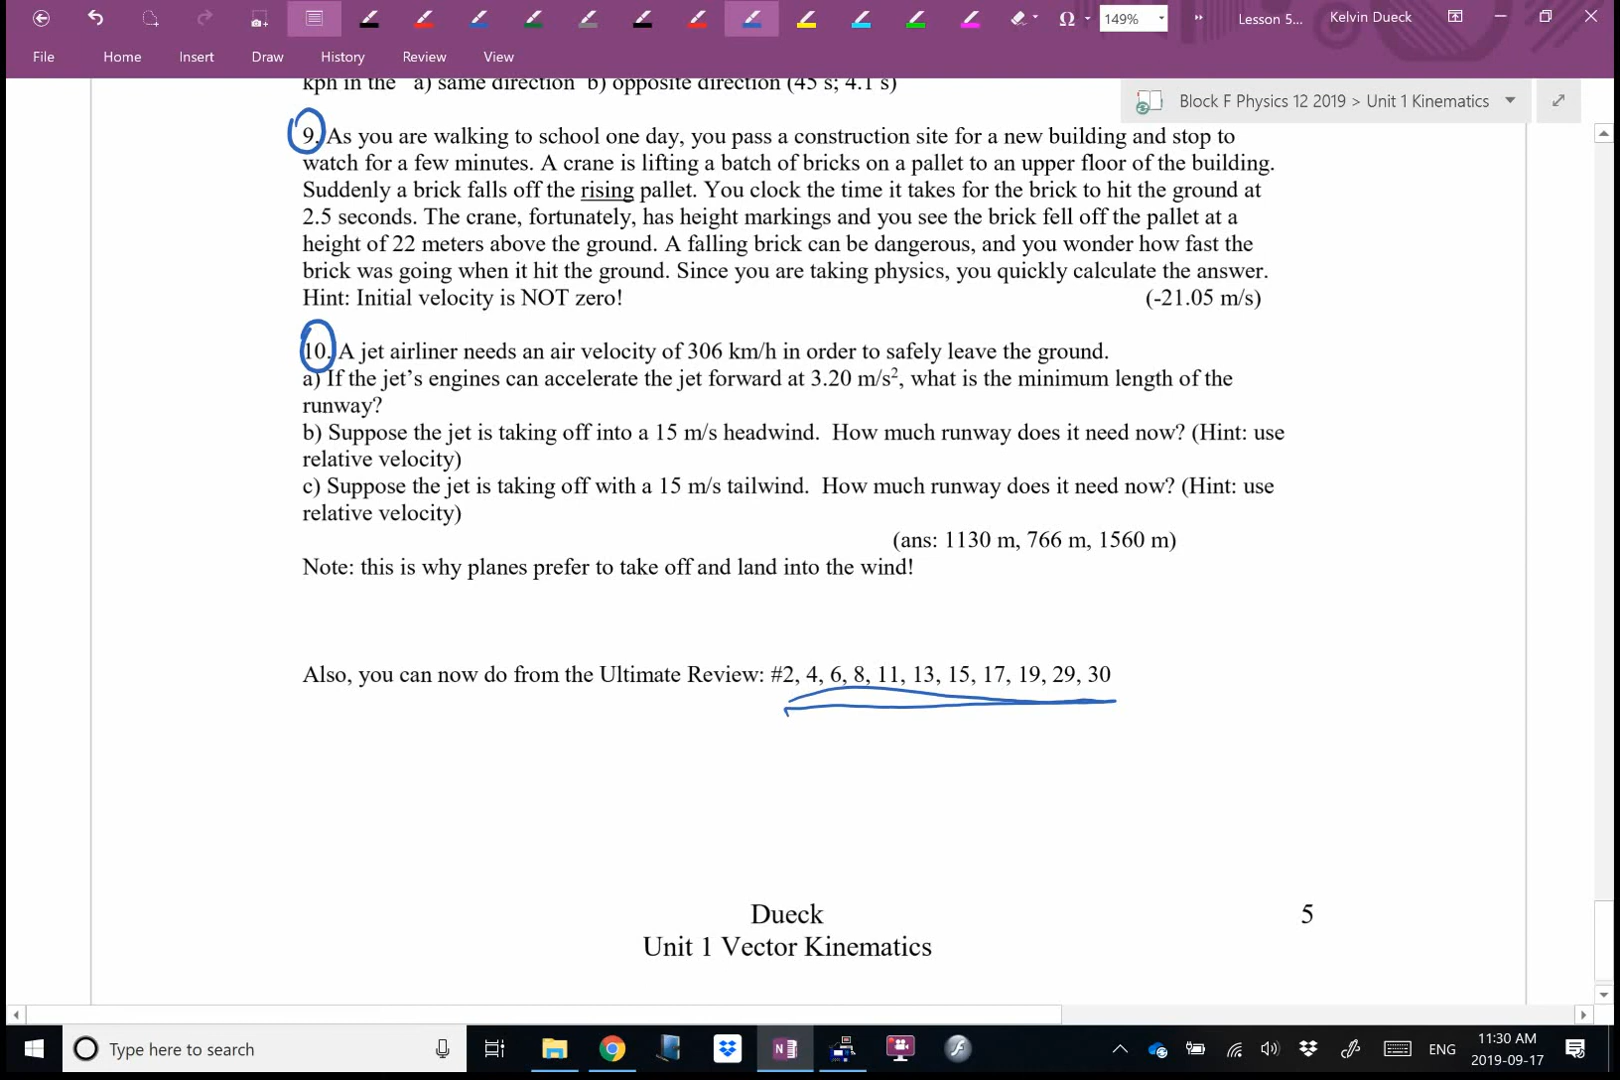 149%
Lesson 5...
Kelvin Dueck
File
Home
Insert
Draw
History
Review
View
Block F Physics 12 2019 > Unit 1 Kinematics
kph in the a) same direction b) opposite direction (45 s; 4.1 s)
9. As you are walking to school one day, you pass a construction site for a new building and stop to
watch for a few minutes. A crane is lifting a batch of bricks on a pallet to an upper floor of the building.
Suddenly a brick falls off the rising pallet. You clock the time it takes for the brick to hit the ground at
2.5 seconds. The crane, fortunately, has height markings and you see the brick fell off the pallet at a
height of 22 meters above the ground. A falling brick can be dangerous, and you wonder how fast the
brick was going when it hit the ground. Since you are taking physics, you quickly calculate the answer.
Hint: Initial velocity is NOT zero! (-21.05 m/s)
10. A jet airliner needs an air velocity of 306 km/h in order to safely leave the ground.
a) If the jet’s engines can accelerate the jet forward at 3.20 m/s², what is the minimum length of the
runway?
b) Suppose the jet is taking off into a 15 m/s headwind. How much runway does it need now? (Hint: use
relative velocity)
c) Suppose the jet is taking off with a 15 m/s tailwind. How much runway does it need now? (Hint: use
relative velocity)
(ans: 1130 m, 766 m, 1560 m)
Note: this is why planes prefer to take off and land into the wind!
Also, you can now do from the Ultimate Review: #2, 4, 6, 8, 11, 13, 15, 17, 19, 29, 30
Dueck 5
Unit 1 Vector Kinematics
Type here to search
ENG
11:30 AM
2019-09-17